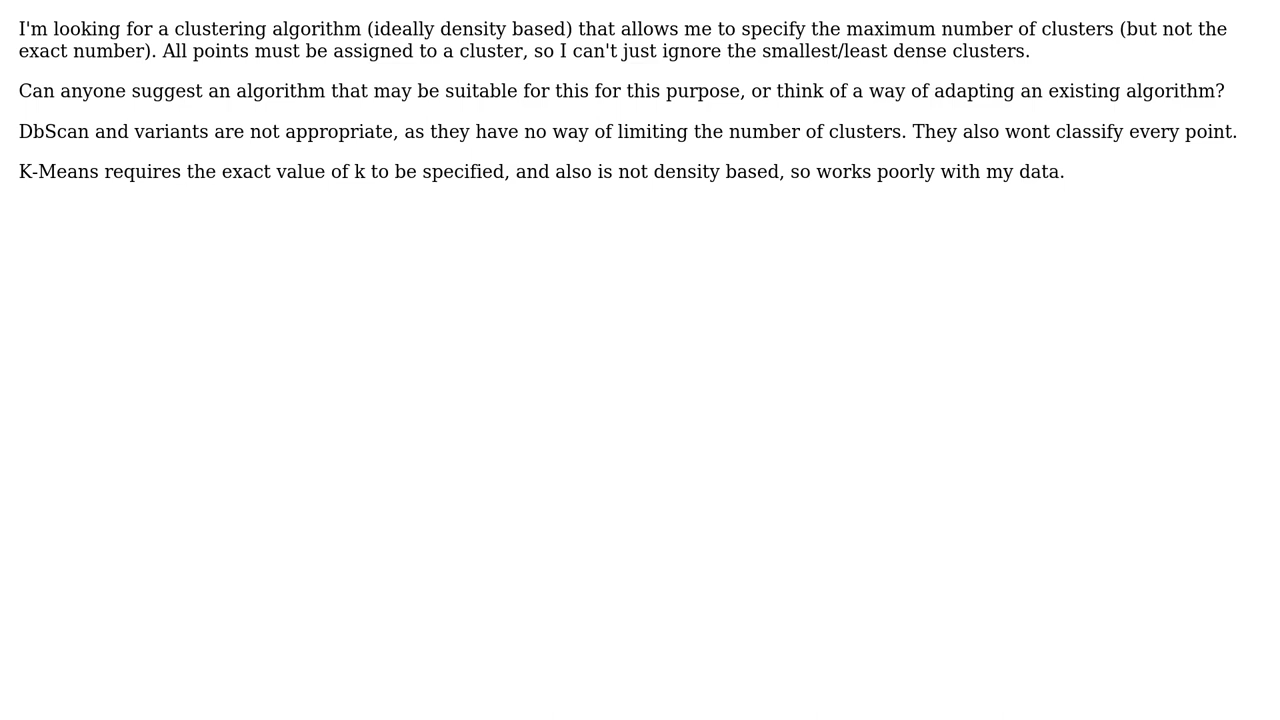 I'm looking for a clustering algorithm (ideally density based) that allows me to specify the maximum number of clusters (but not the
exact number). All points must be assigned to a cluster, so I can't just ignore the smallest/least dense clusters.
Can anyone suggest an algorithm that may be suitable for this for this purpose, or think of a way of adapting an existing algorithm?
DbScan and variants are not appropriate, as they have no way of limiting the number of clusters. They also wont classify every point.
K-Means requires the exact value of k to be specified, and also is not density based, so works poorly with my data.